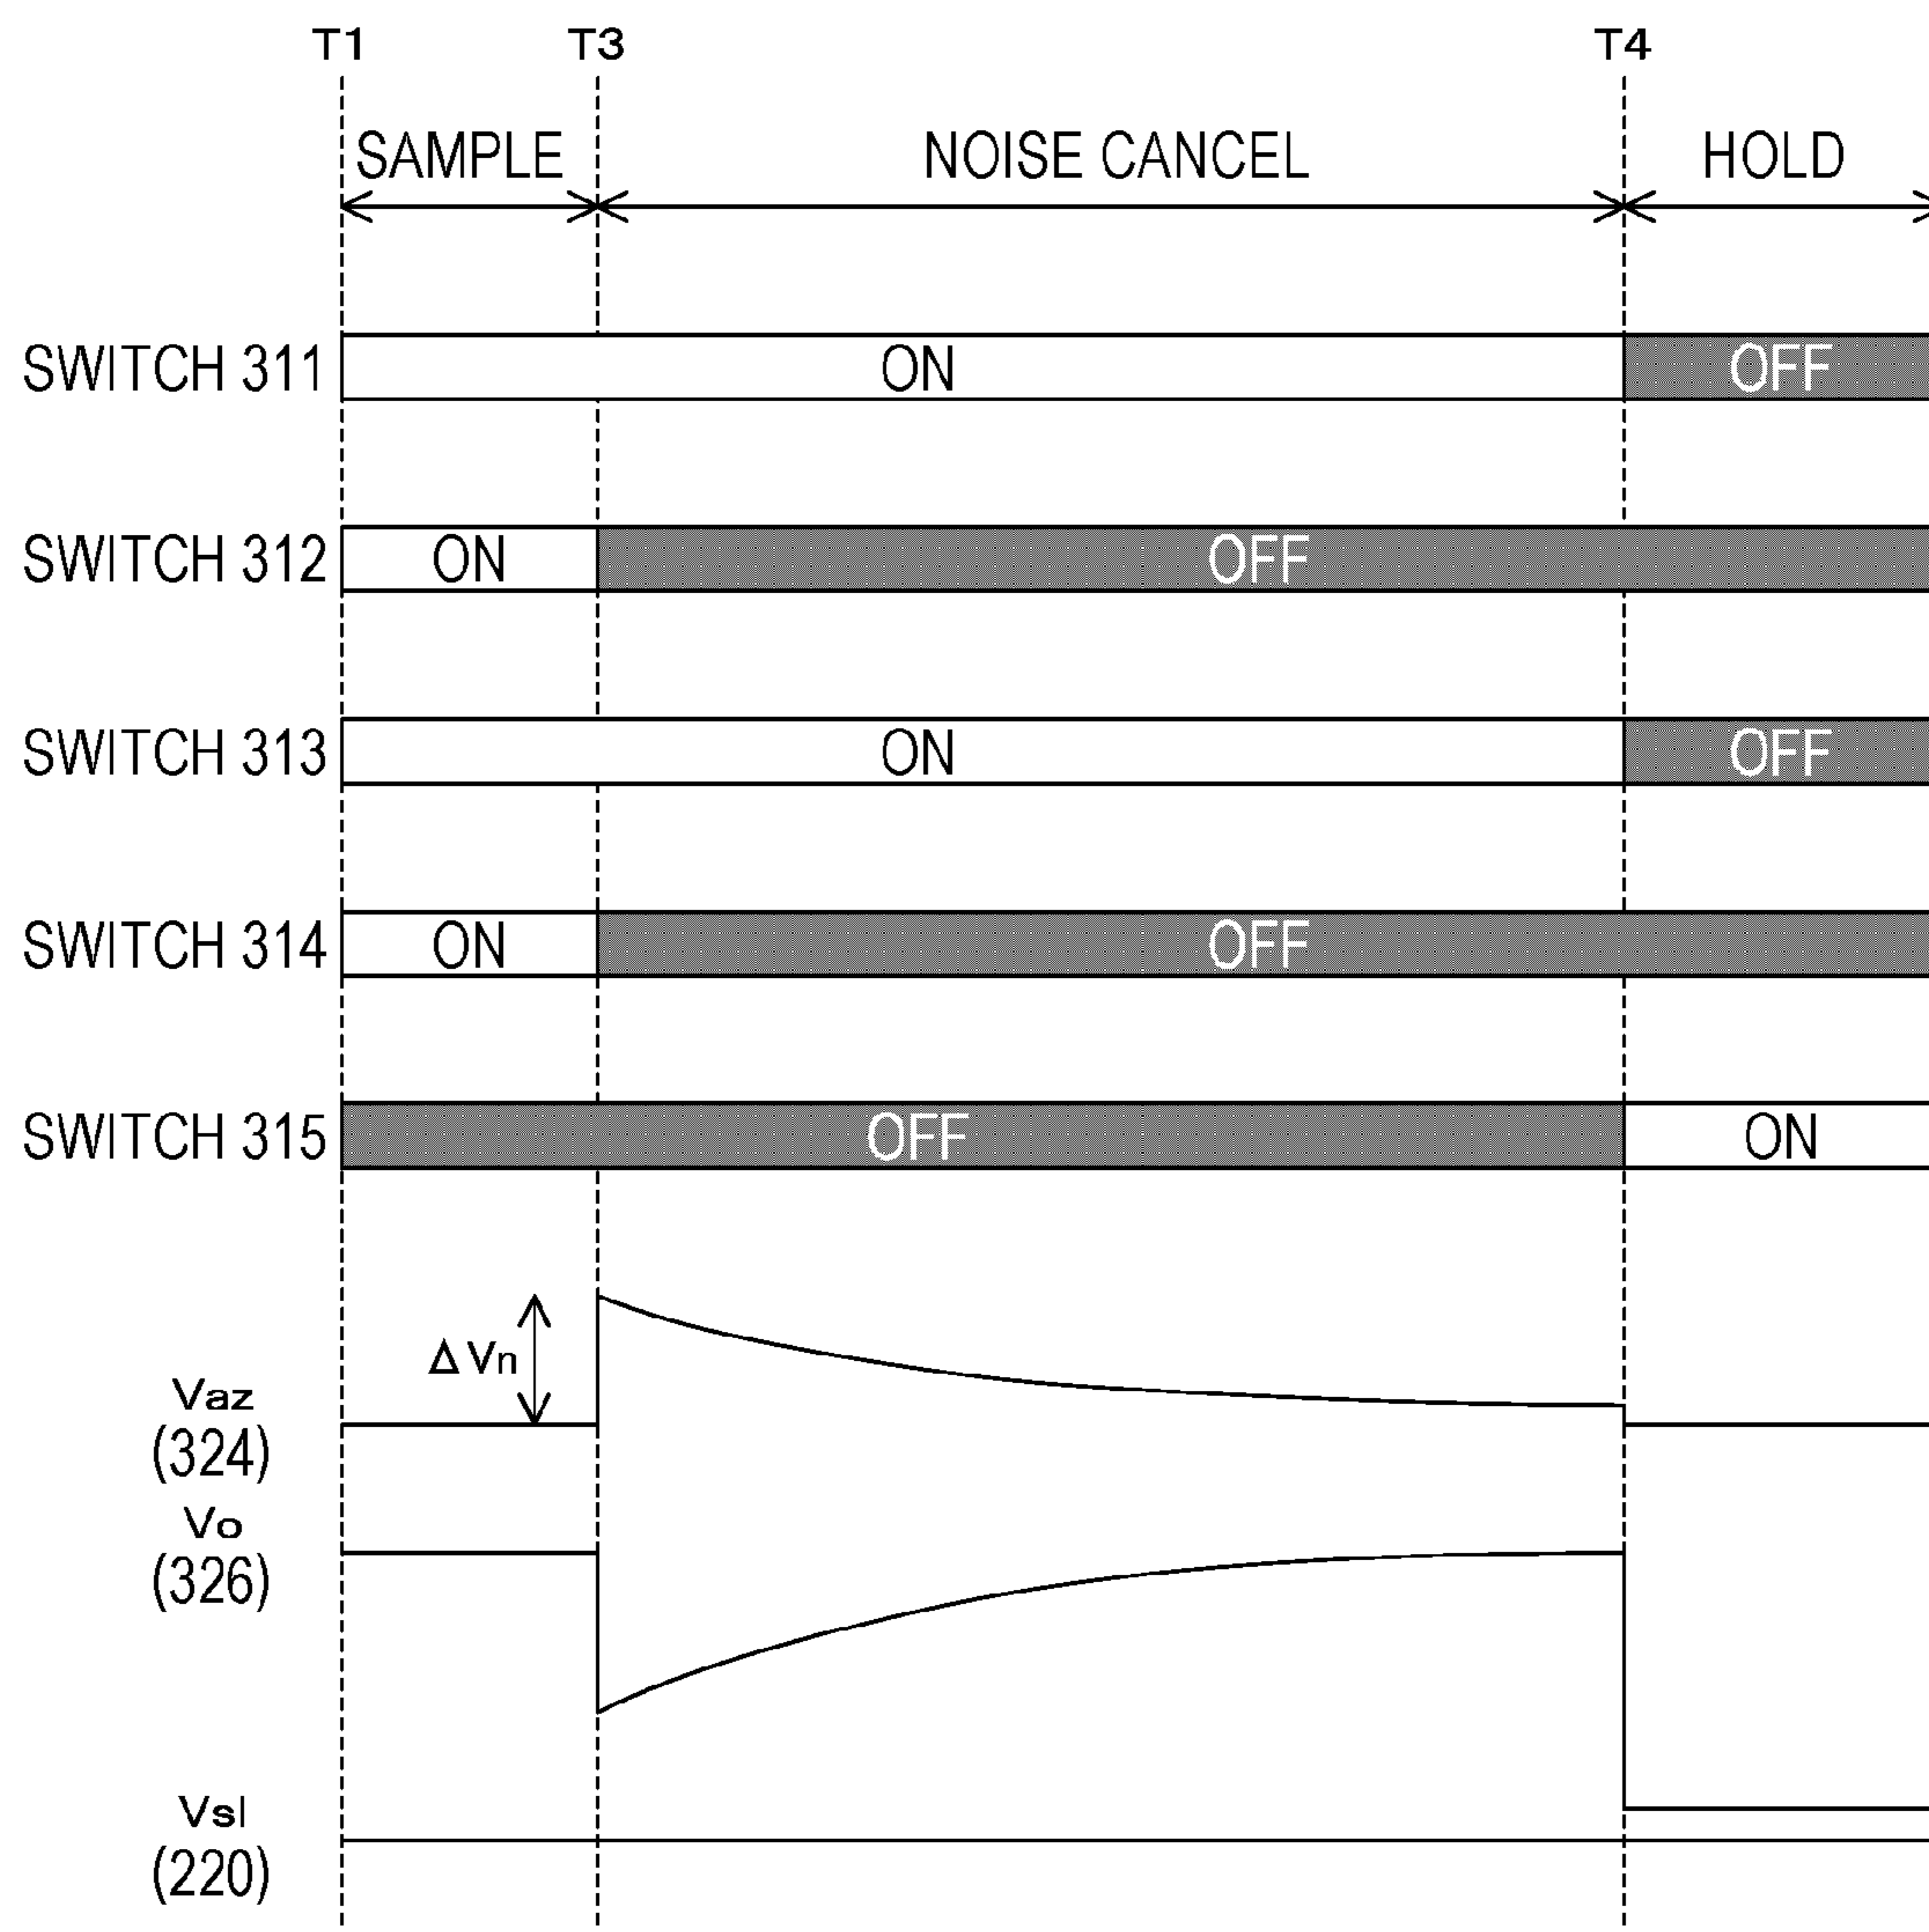 T1 T3 T4
SAMPLE NOISE CANCEL HOLD
SWITCH 311 ON OFF
SWITCH 312 ON OFF
SWITCH 313 ON OFF
SWITCH 314 ON OFF
SWITCH 315 OFF ON
ΔVn
Vaz
(324)
Vo
(326)
Vsl
(220)